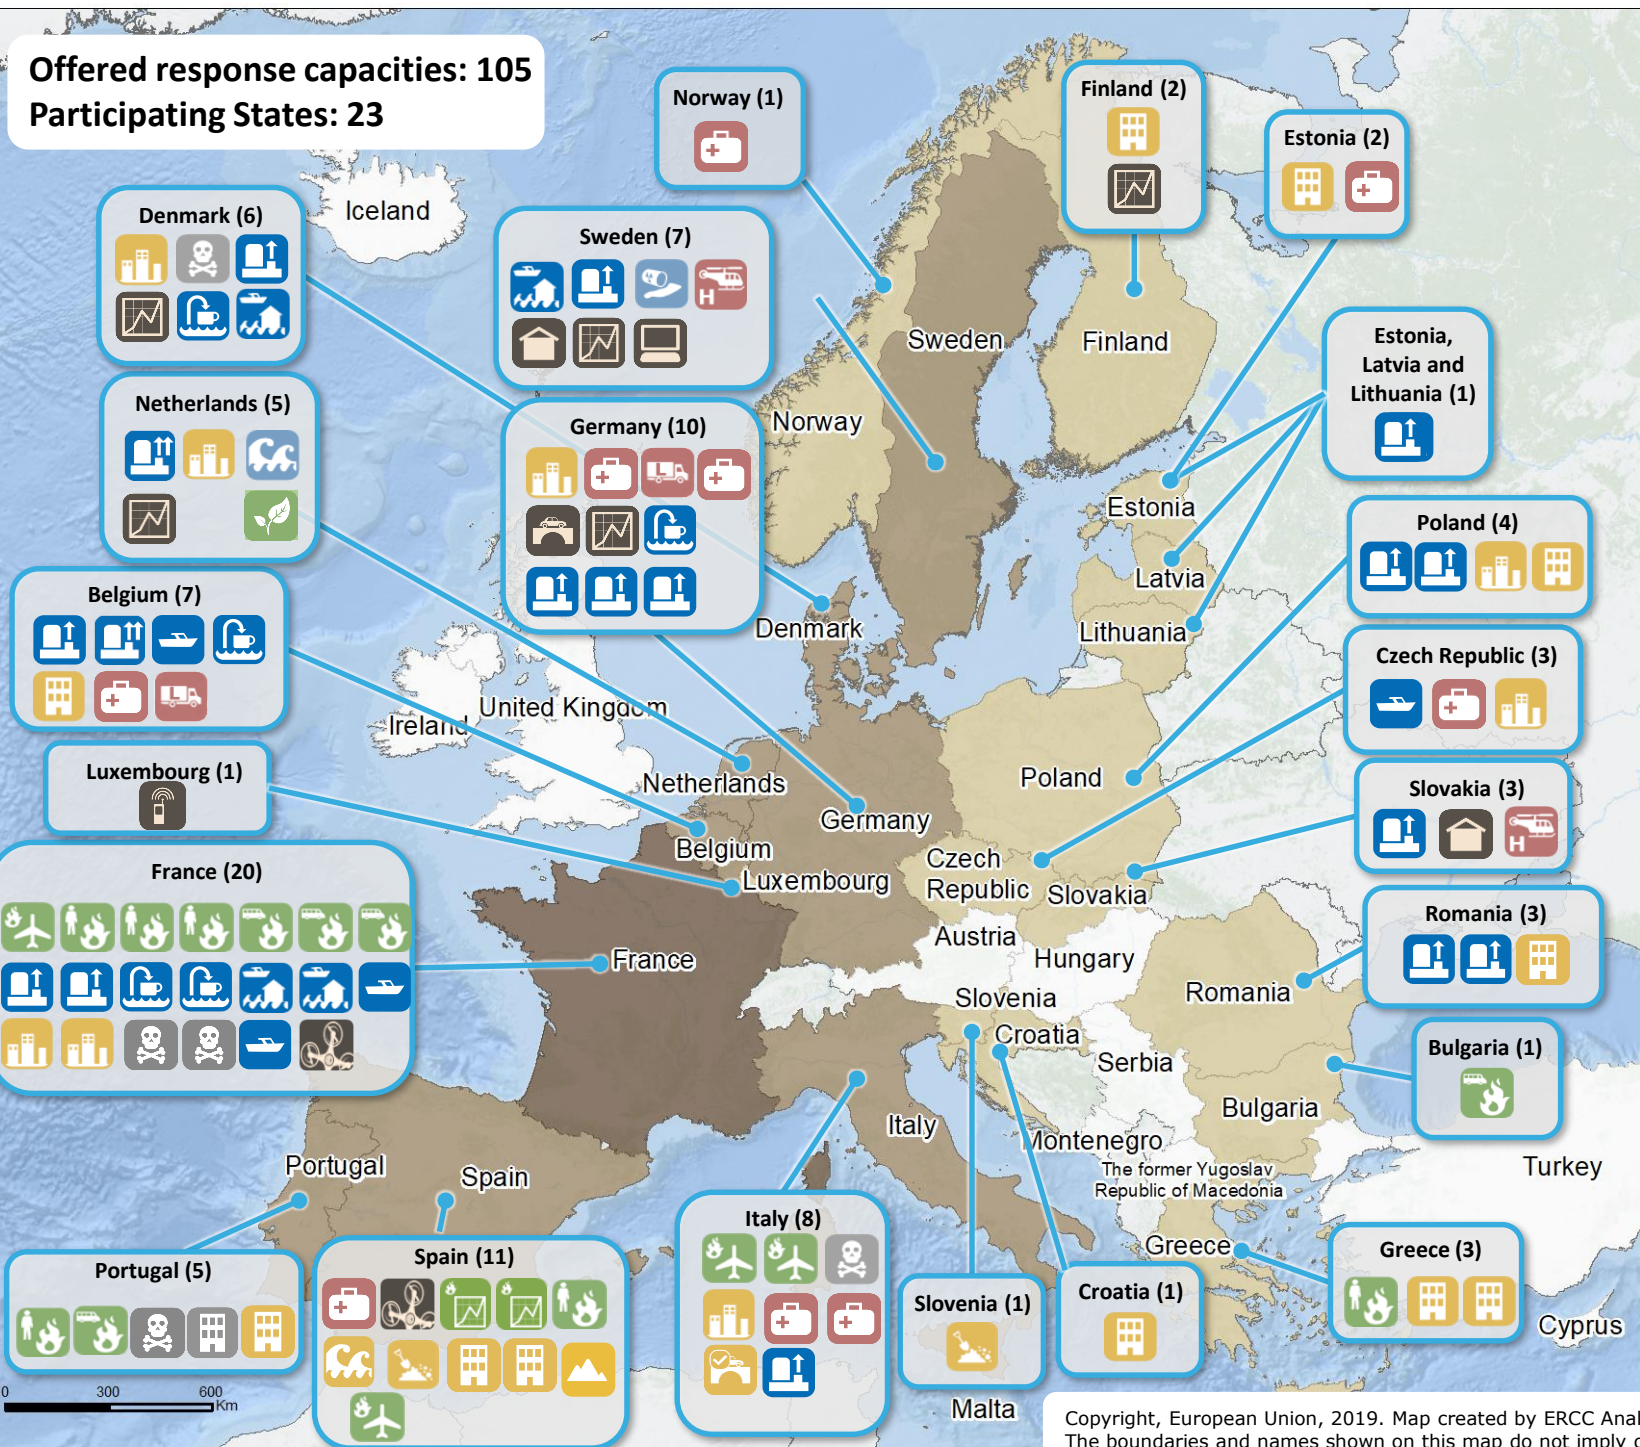 Offered response capacities: 105
Participating States: 23
Norway (1)
Finland (2)
Estonia (2)
Denmark (6)
Iceland
Sweden (7)
H
Estonia,
Latvia and
Lithuania (1)
Sweden
Finland
Netherlands (5)
Germany (10)
L
Norway
Estonia
Poland (4)
Latvia
Belgium (7)
L
Denmark
Lithuania
Czech Republic (3)
Ireland
United Kingdom
Luxembourg (1)
Netherlands
Poland
Slovakia (3)
H
Germany
Belgium
Czech
Republic
Luxembourg
Slovakia
France (20)
Romania (3)
Austria
Hungary
France
Romania
Slovenia
Croatia
Serbia
Bulgaria (1)
Bulgaria
Italy
Montenegro
The former Yugoslav
Republic of Macedonia
Turkey
Portugal
Spain
Italy (8)
Greece
Greece (3)
Portugal (5)
Spain (11)
Slovenia (1)
Croatia (1)
Cyprus
0 300 600
Km
Malta
Copyright, European Union, 2019. Map created by ERCC Anal
The boundaries and names shown on this map do not imply